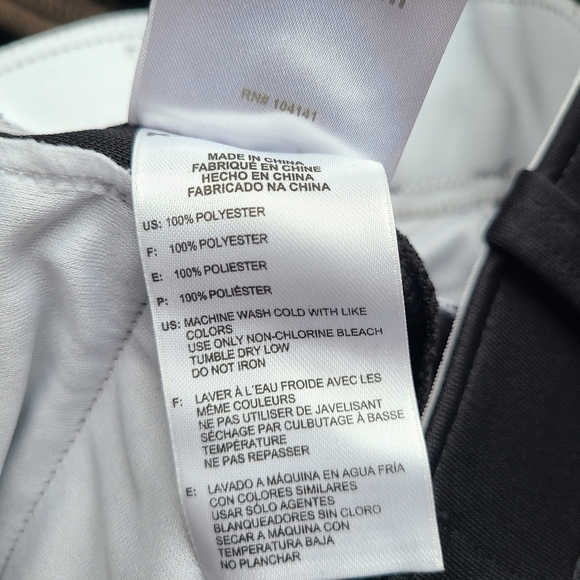 RN# 104141
MADE IN CHINA
FABRIQUÉ EN CHINE
HECHO EN CHINA
FABRICADO NA CHINA
US: 100% POLYESTER
F: 100% POLYESTER
E: 100% POLIÉSTER
P: 100% POLIÉSTER
US: MACHINE WASH COLD WITH LIKE
COLORS
USE ONLY NON-CHLORINE BLEACH
TUMBLE DRY LOW
DO NOT IRON
F: LAVER À L'EAU FROIDE AVEC LES
MÊME COULEURS
NE PAS UTILISER DE JAVELISANT
SÉCHAGE PAR CULBUTAGE À BASSE
TEMPÉRATURE
NE PAS REPASSER
E: LAVADO A MÁQUINA EN AGUA FRÍA
CON COLORES SIMILARES
USAR SÓLO AGENTES
BLANQUEADORES SIN CLORO
SECAR A MÁQUINA CON
TEMPERATURA BAJA
NO PLANCHAR